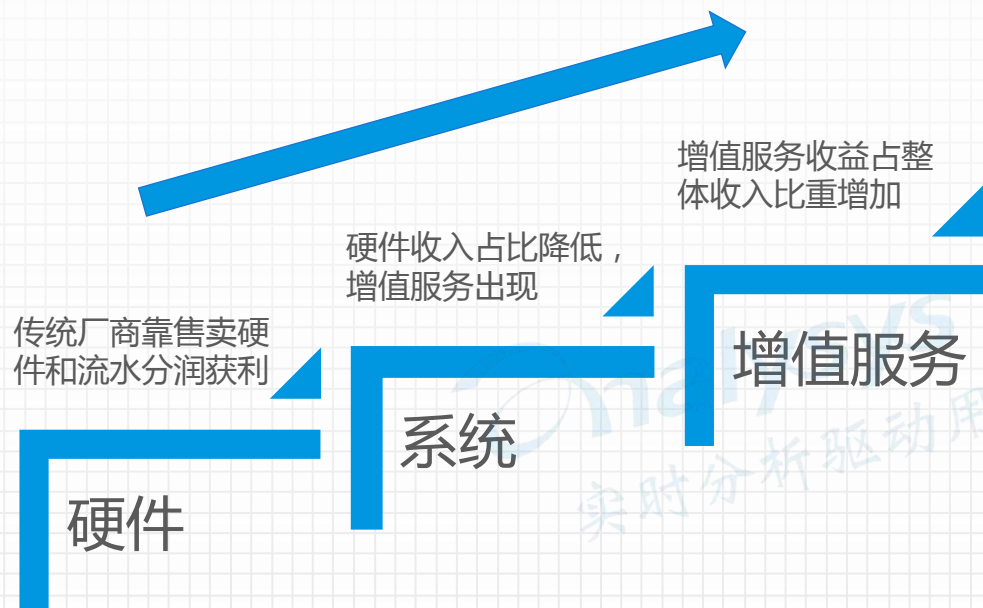 增值服务收益占整
体收入比重增加
硬件收入占比降低，
增值服务出现
传统厂商靠售卖硬
件和流水分润获利
增值服务
系统
硬件
nalysys
实时分析驱动用